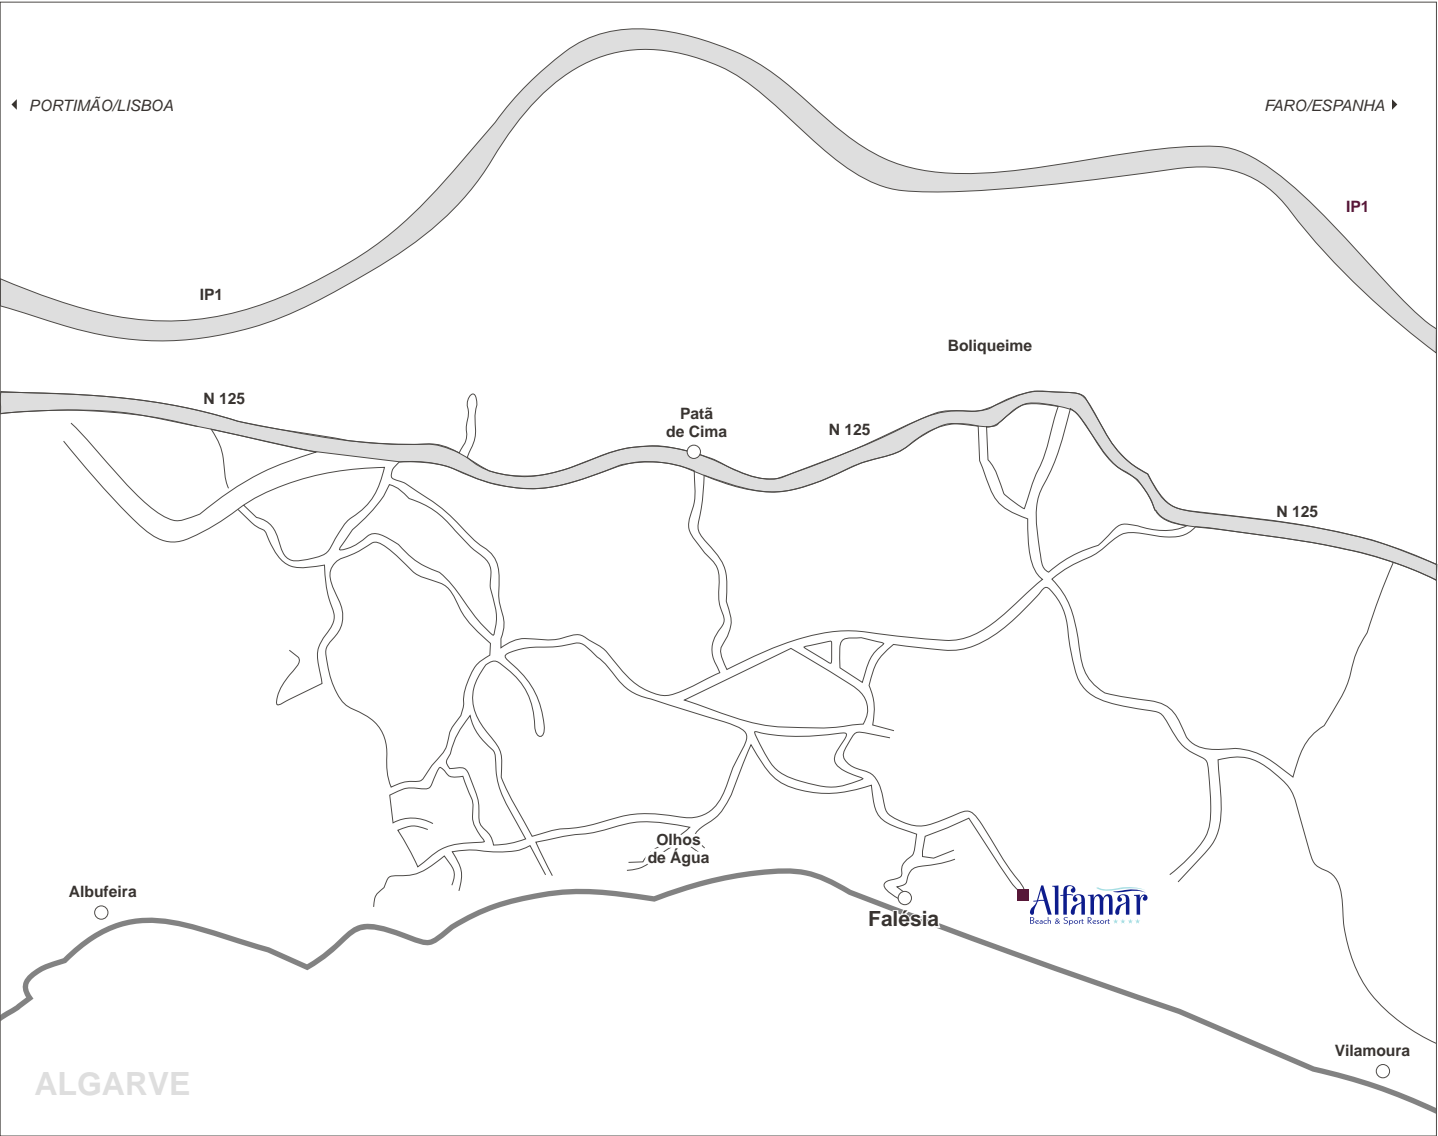 PORTIMÃO/LISBOA
FARO/ESPANHA
IP1
IP1
Boliqueime
N 125
Patã
de Cima
N 125
N 125
Olhos
de Água
Albufeira
Falésia
Alfamar
Beach & Sport Resort ****
Vilamoura
ALGARVE